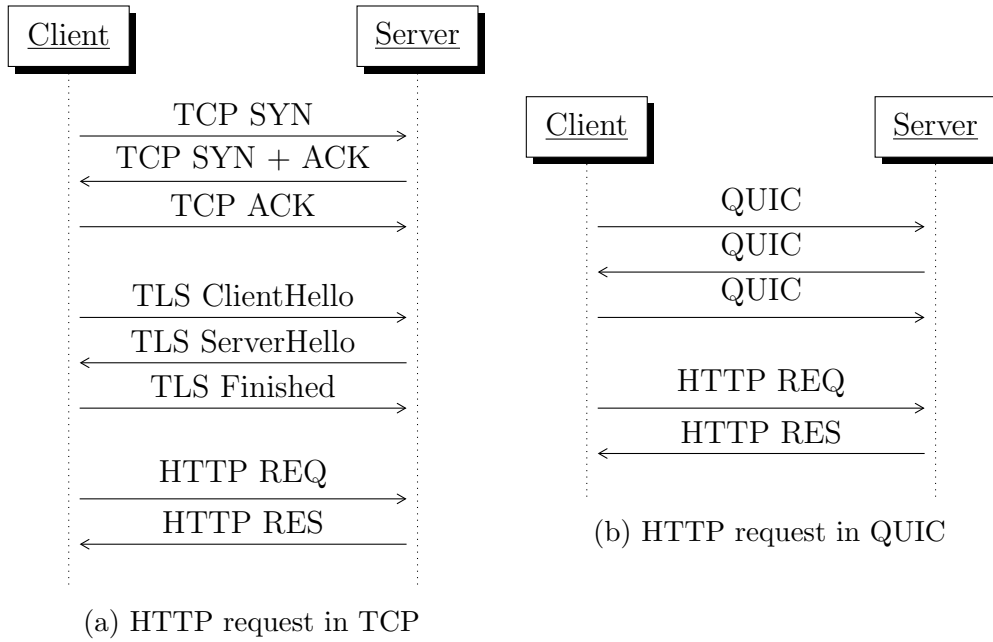 Client Server
TCP SYN
TCP SYN + ACK
TCP ACK
TLS ClientHello
TLS ServerHello
TLS Finished
HTTP REQ
HTTP RES
(a) HTTP request in TCP
Client Server
QUIC
QUIC
QUIC
HTTP REQ
HTTP RES
(b) HTTP request in QUIC